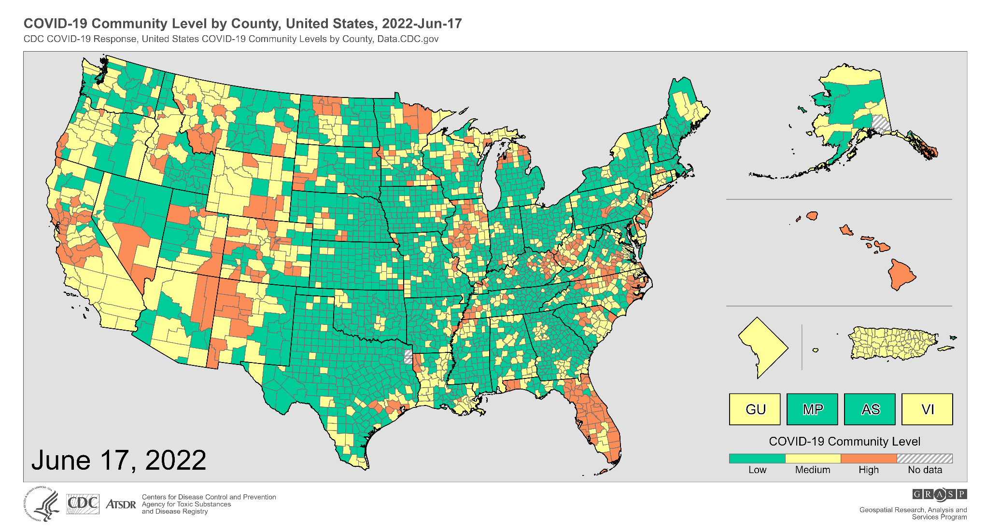 COVID-19 Community Level by County, United States, 2022-Jun-17
CDC COVID-19 Response, United States COVID-19 Community Levels by County, Data.CDC.gov
GU
MP
AS
VI
COVID-19 Community Level
Low
Medium
High
No data
June 17, 2022
CDC
ATSDR
Centers for Disease Control and Prevention
Agency for Toxic Substances
and Disease Registry
GRASP
Geospatial Research, Analysis and
Services Program